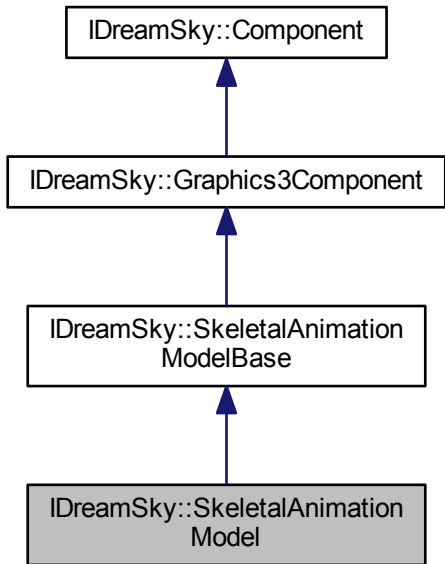 IDreamSky::Component
IDreamSky::Graphics3Component
IDreamSky::SkeletalAnimation
ModelBase
IDreamSky::SkeletalAnimation
Model